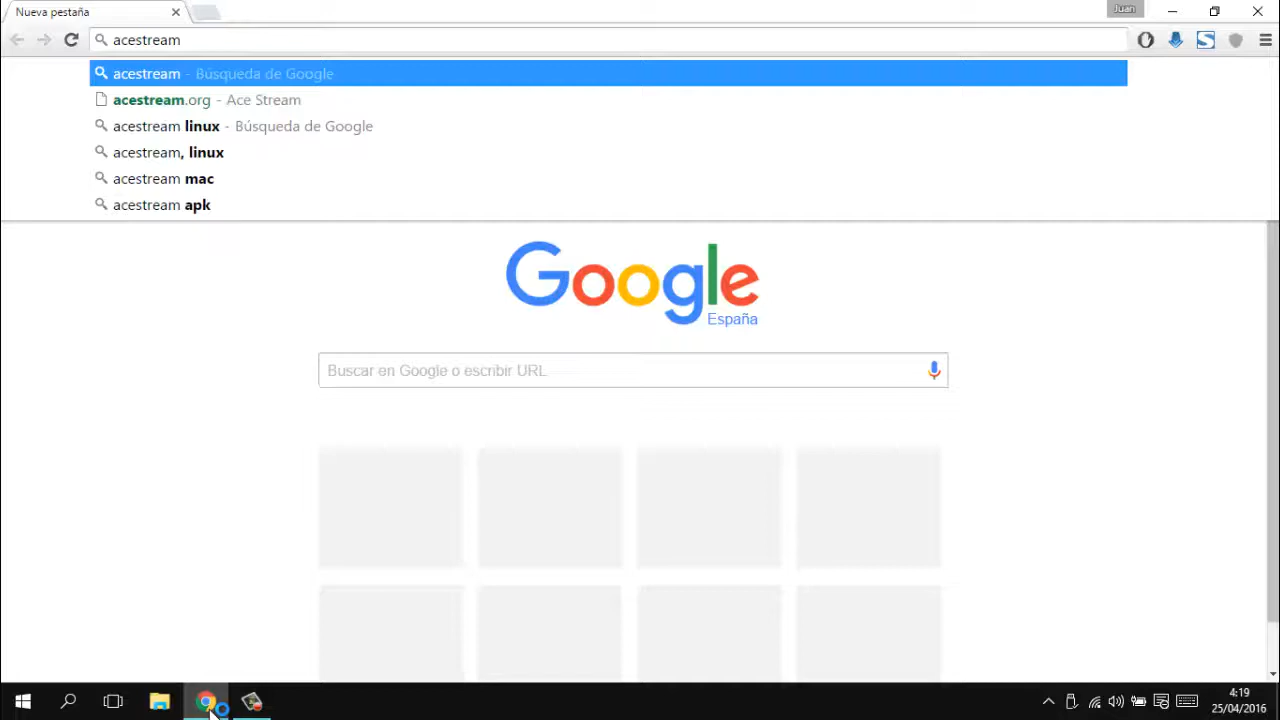 Nueva pestaña
Juan
acestream
acestream - Búsqueda de Google
acestream.org - Ace Stream
acestream linux - Búsqueda de Google
acestream, linux
acestream mac
acestream apk
Google
España
Buscar en Google o escribir URL
4:19
25/04/2016